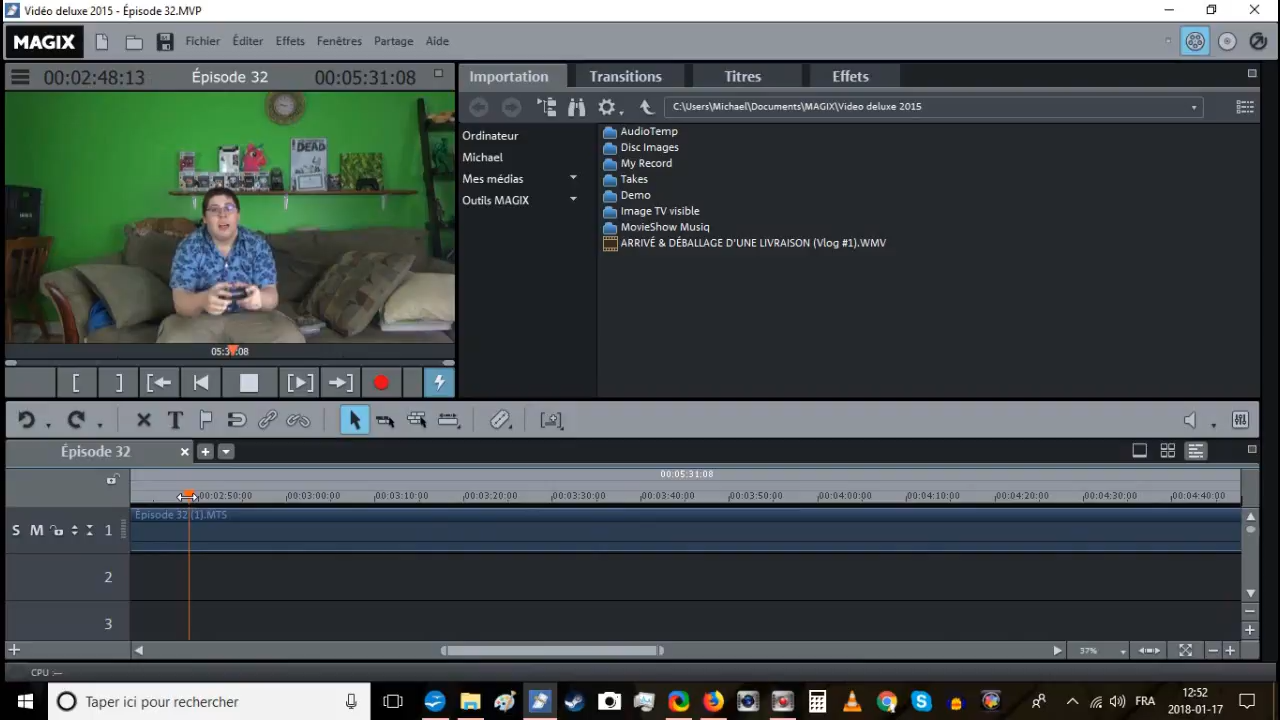 Vidéo deluxe 2015 - Épisode 32.MVP
MAGIX Fichier Éditer Effets Fenêtres Partage Aide
00:02:48:13 Épisode 32 00:05:31:08
Importation Transitions Titres Effets
C:\Users\Michael\Documents\MAGIX\Video deluxe 2015
Ordinateur
Michael
Mes médias
Outils MAGIX
AudioTemp
Disc Images
My Record
Takes
Demo
Image TV visible
MovieShow Musiq
ARRIVÉ & DÉBALLAGE D'UNE LIVRAISON (Vlog #1).WMV
DEAD
Épisode 32
00:05:31:08
00:02:50:00 00:03:00:00 00:03:10:00 00:03:20:00 00:03:30:00 00:03:40:00 00:03:50:00 00:04:00:00 00:04:10:00 00:04:20:00 00:04:30:00 00:04:40:00
S M 1
Épisode 32 (1).MTS
2
3
37%
CPU: —
Taper ici pour rechercher
FRA
12:52
2018-01-17